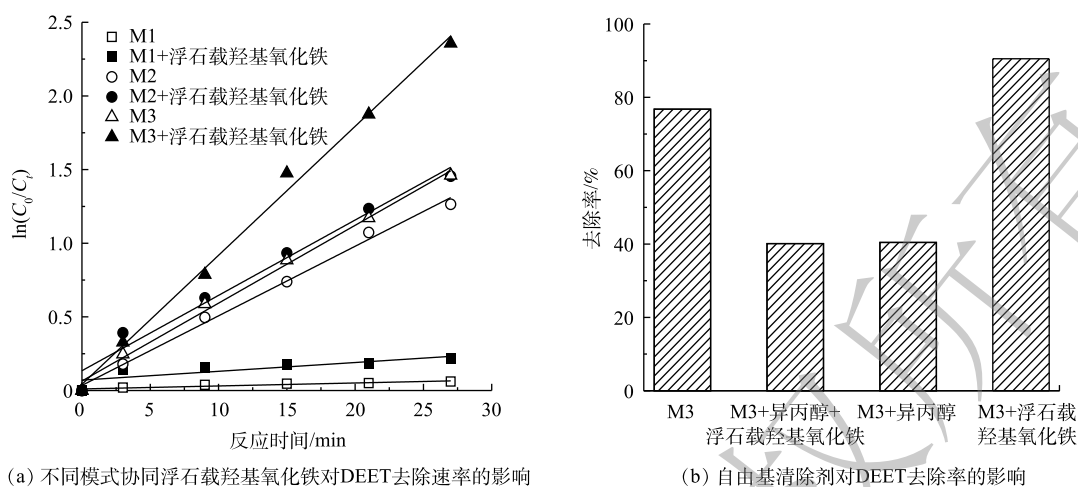 2.5
2.0
1.5
1.0
0.5
0
M1
M1+浮石载羟基氧化铁
M2
M2+浮石载羟基氧化铁
M3
M3+浮石载羟基氧化铁
ln(C₀/Cₜ)
0 5 10 15 20 25 30
反应时间/min
(a) 不同模式协同浮石载羟基氧化铁对DEET去除速率的影响
100
80
60
40
20
0
去除率/%
M3 M3+异丙醇+ M3+异丙醇 M3+浮石载
浮石载羟基氧化铁 羟基氧化铁
(b) 自由基清除剂对DEET去除率的影响